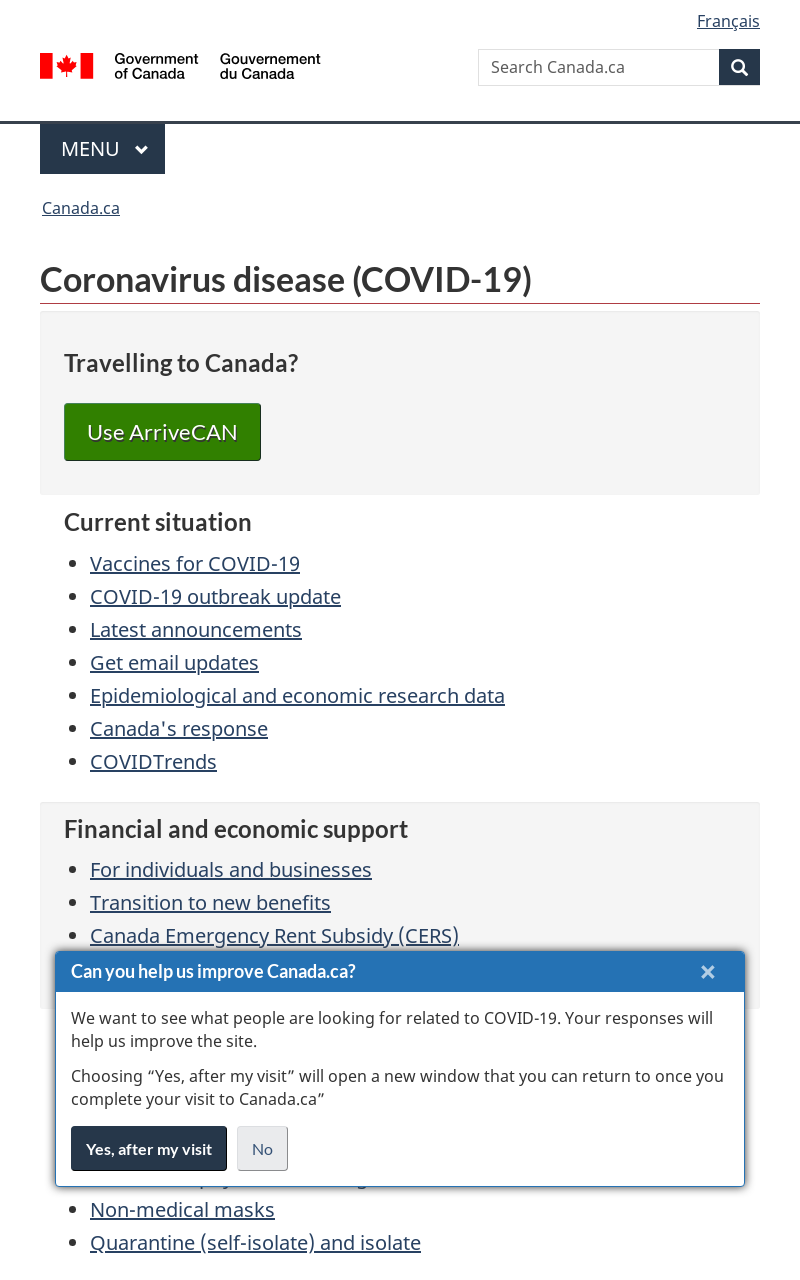 Français
Government of Canada
Gouvernement du Canada
Search Canada.ca
MENU
Canada.ca
Coronavirus disease (COVID-19)
Travelling to Canada?
Use ArriveCAN
Current situation
Vaccines for COVID-19
COVID-19 outbreak update
Latest announcements
Get email updates
Epidemiological and economic research data
Canada's response
COVIDTrends
Financial and economic support
For individuals and businesses
Transition to new benefits
Canada Emergency Rent Subsidy (CERS)
Can you help us improve Canada.ca?
×
We want to see what people are looking for related to COVID-19. Your responses will
help us improve the site.
Choosing “Yes, after my visit” will open a new window that you can return to once you
complete your visit to Canada.ca”
Yes, after my visit
No
Non-medical masks
Quarantine (self-isolate) and isolate